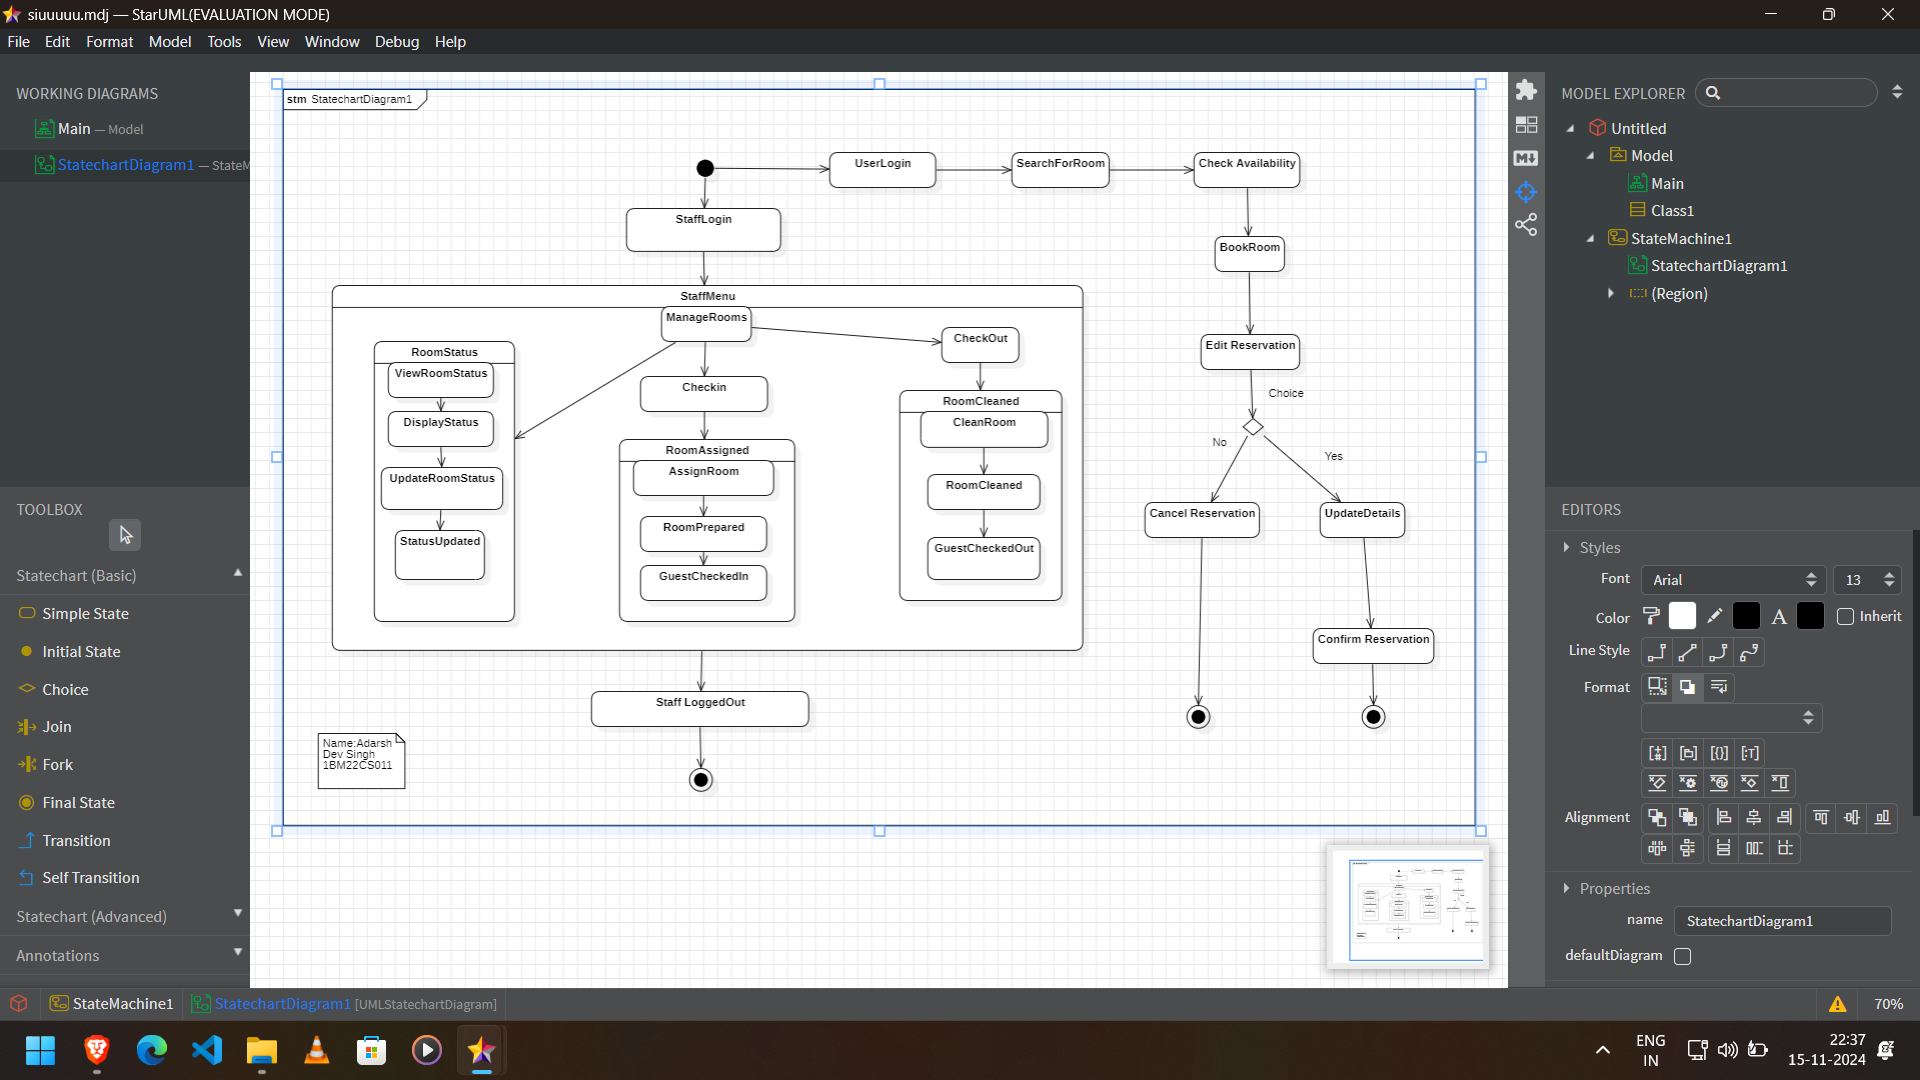 siuuuuu.mdj — StarUML(EVALUATION MODE)
File Edit Format Model Tools View Window Debug Help
WORKING DIAGRAMS
Main — Model
StatechartDiagram1 — StateM
TOOLBOX
Statechart (Basic)
Simple State
Initial State
Choice
Join
Fork
Final State
Transition
Self Transition
Statechart (Advanced)
Annotations
stm StatechartDiagram1
UserLogin
SearchForRoom
Check Availability
StaffLogin
BookRoom
StaffMenu
ManageRooms
CheckOut
Edit Reservation
RoomStatus
ViewRoomStatus
Checkin
Choice
RoomCleaned
DisplayStatus
CleanRoom
No
RoomAssigned
Yes
AssignRoom
UpdateRoomStatus
RoomCleaned
Cancel Reservation
UpdateDetails
RoomPrepared
StatusUpdated
GuestCheckedOut
GuestCheckedIn
Confirm Reservation
Staff LoggedOut
Name:Adarsh
Dev Singh
1BM22CS011
MODEL EXPLORER
Untitled
Model
Main
Class1
StateMachine1
StatechartDiagram1
(Region)
EDITORS
Styles
Font Arial 13
Color A Inherit
Line Style
Format
Alignment
Properties
name StatechartDiagram1
defaultDiagram
StateMachine1 StatechartDiagram1 [UMLStatechartDiagram] 70%
ENG
IN
22:37
15-11-2024